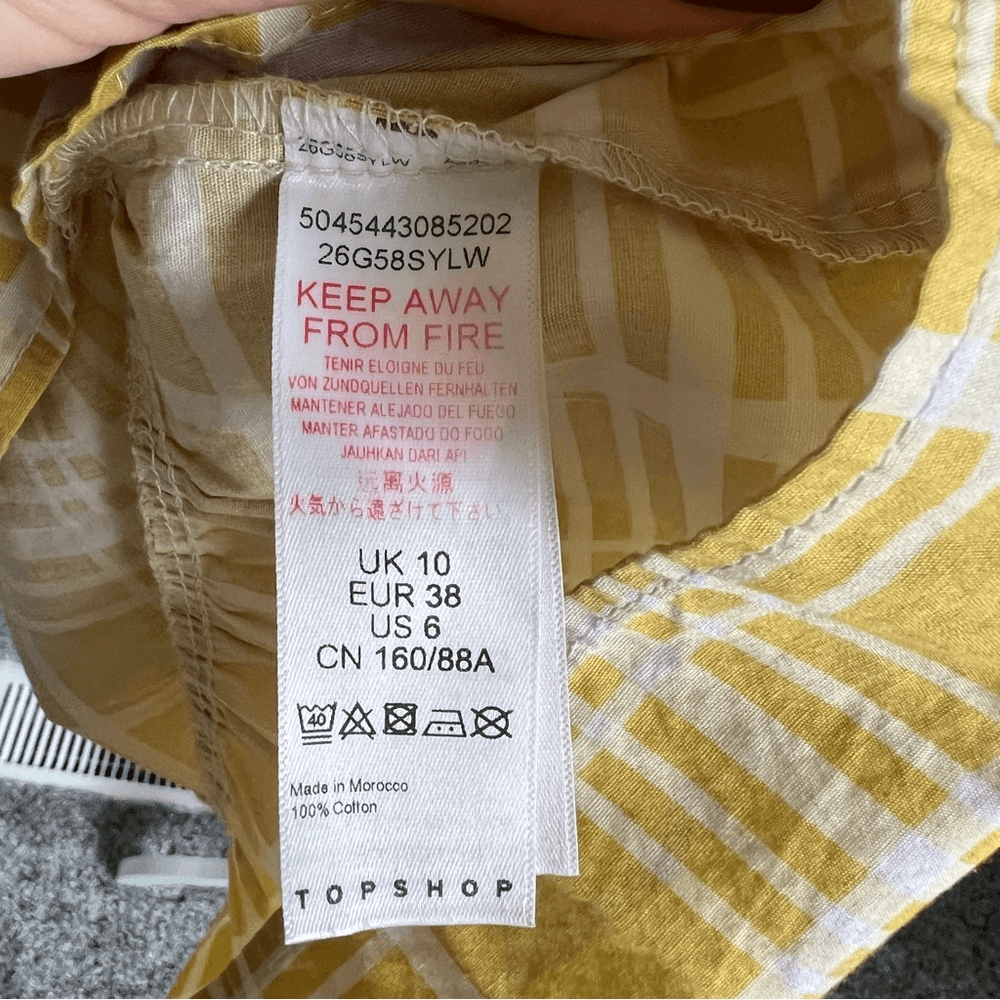 26G58SYLW
5045443085202
26G58SYLW
KEEP AWAY
FROM FIRE
TENIR ELOIGNE DU FEU
VON ZUNDQUELLEN FERNHALTEN
MANTENER ALEJADO DEL FUEGO
MANTER AFASTADO DO FOGO
JAUHKAN DARI API
远离火源
火気から遠ざけて下さい
UK 10
EUR 38
US 6
CN 160/88A
40
Made in Morocco
100% Cotton
TOPSHOP